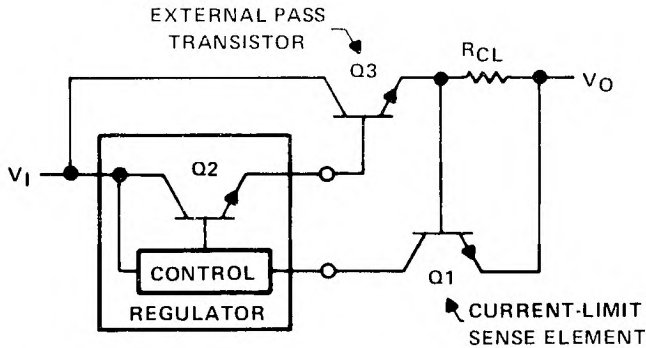 EXTERNAL PASS
TRANSISTOR
Q3
RCL
VO
VI
Q2
CONTROL
REGULATOR
Q1
CURRENT-LIMIT
SENSE ELEMENT